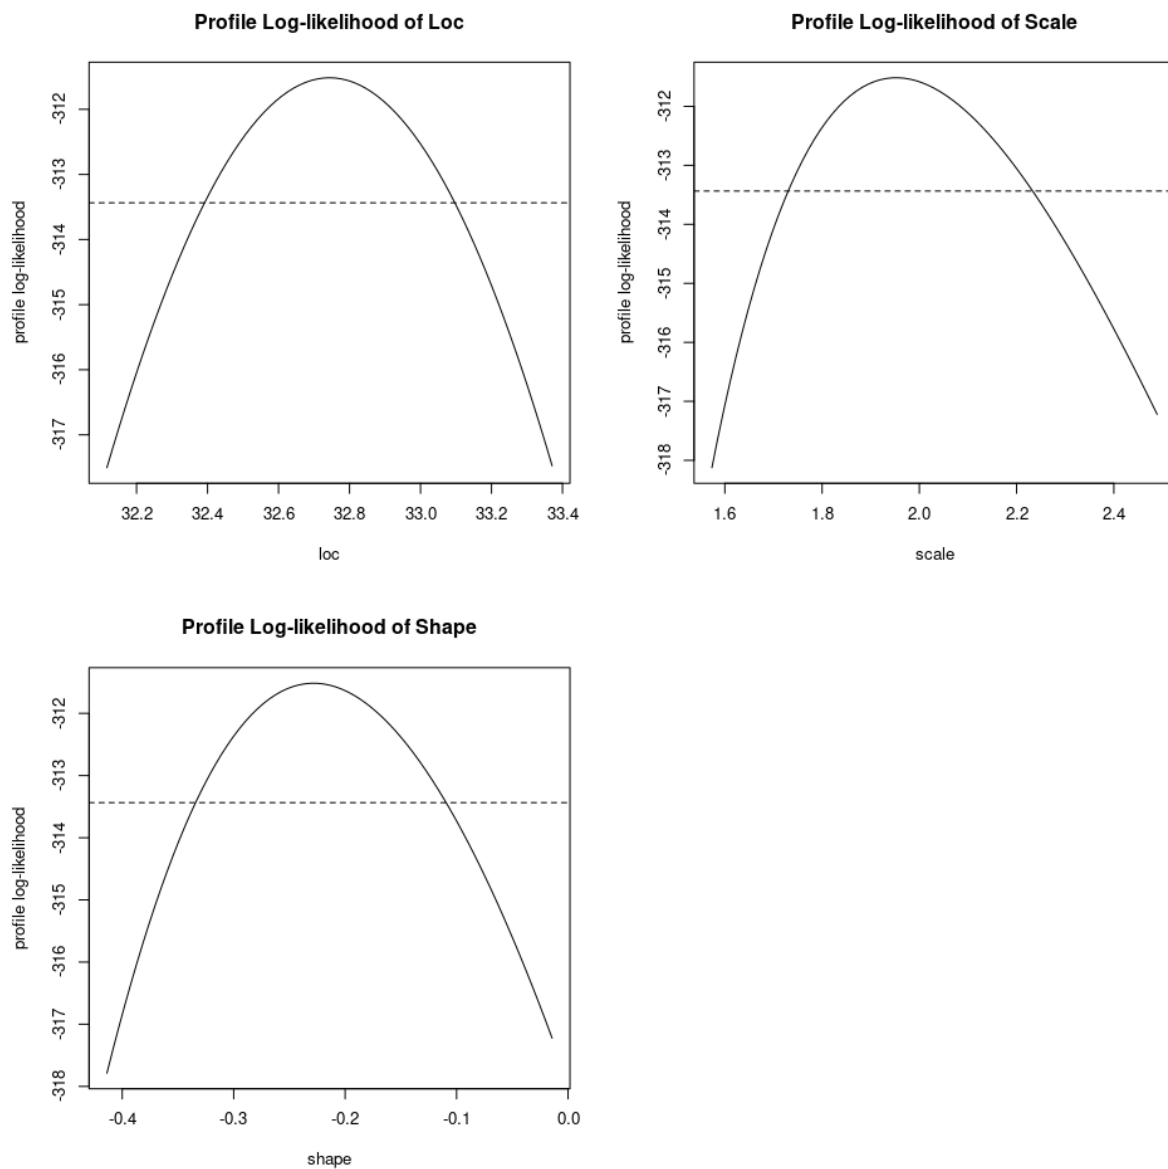 Profile Log-likelihood of Loc
profile log-likelihood
-312
-313
-314
-315
-316
-317
32.2 32.4 32.6 32.8 33.0 33.2 33.4
loc
Profile Log-likelihood of Scale
profile log-likelihood
-312
-313
-314
-315
-316
-317
-318
1.6 1.8 2.0 2.2 2.4
scale
Profile Log-likelihood of Shape
profile log-likelihood
-312
-313
-314
-315
-316
-317
-318
-0.4 -0.3 -0.2 -0.1 0.0
shape